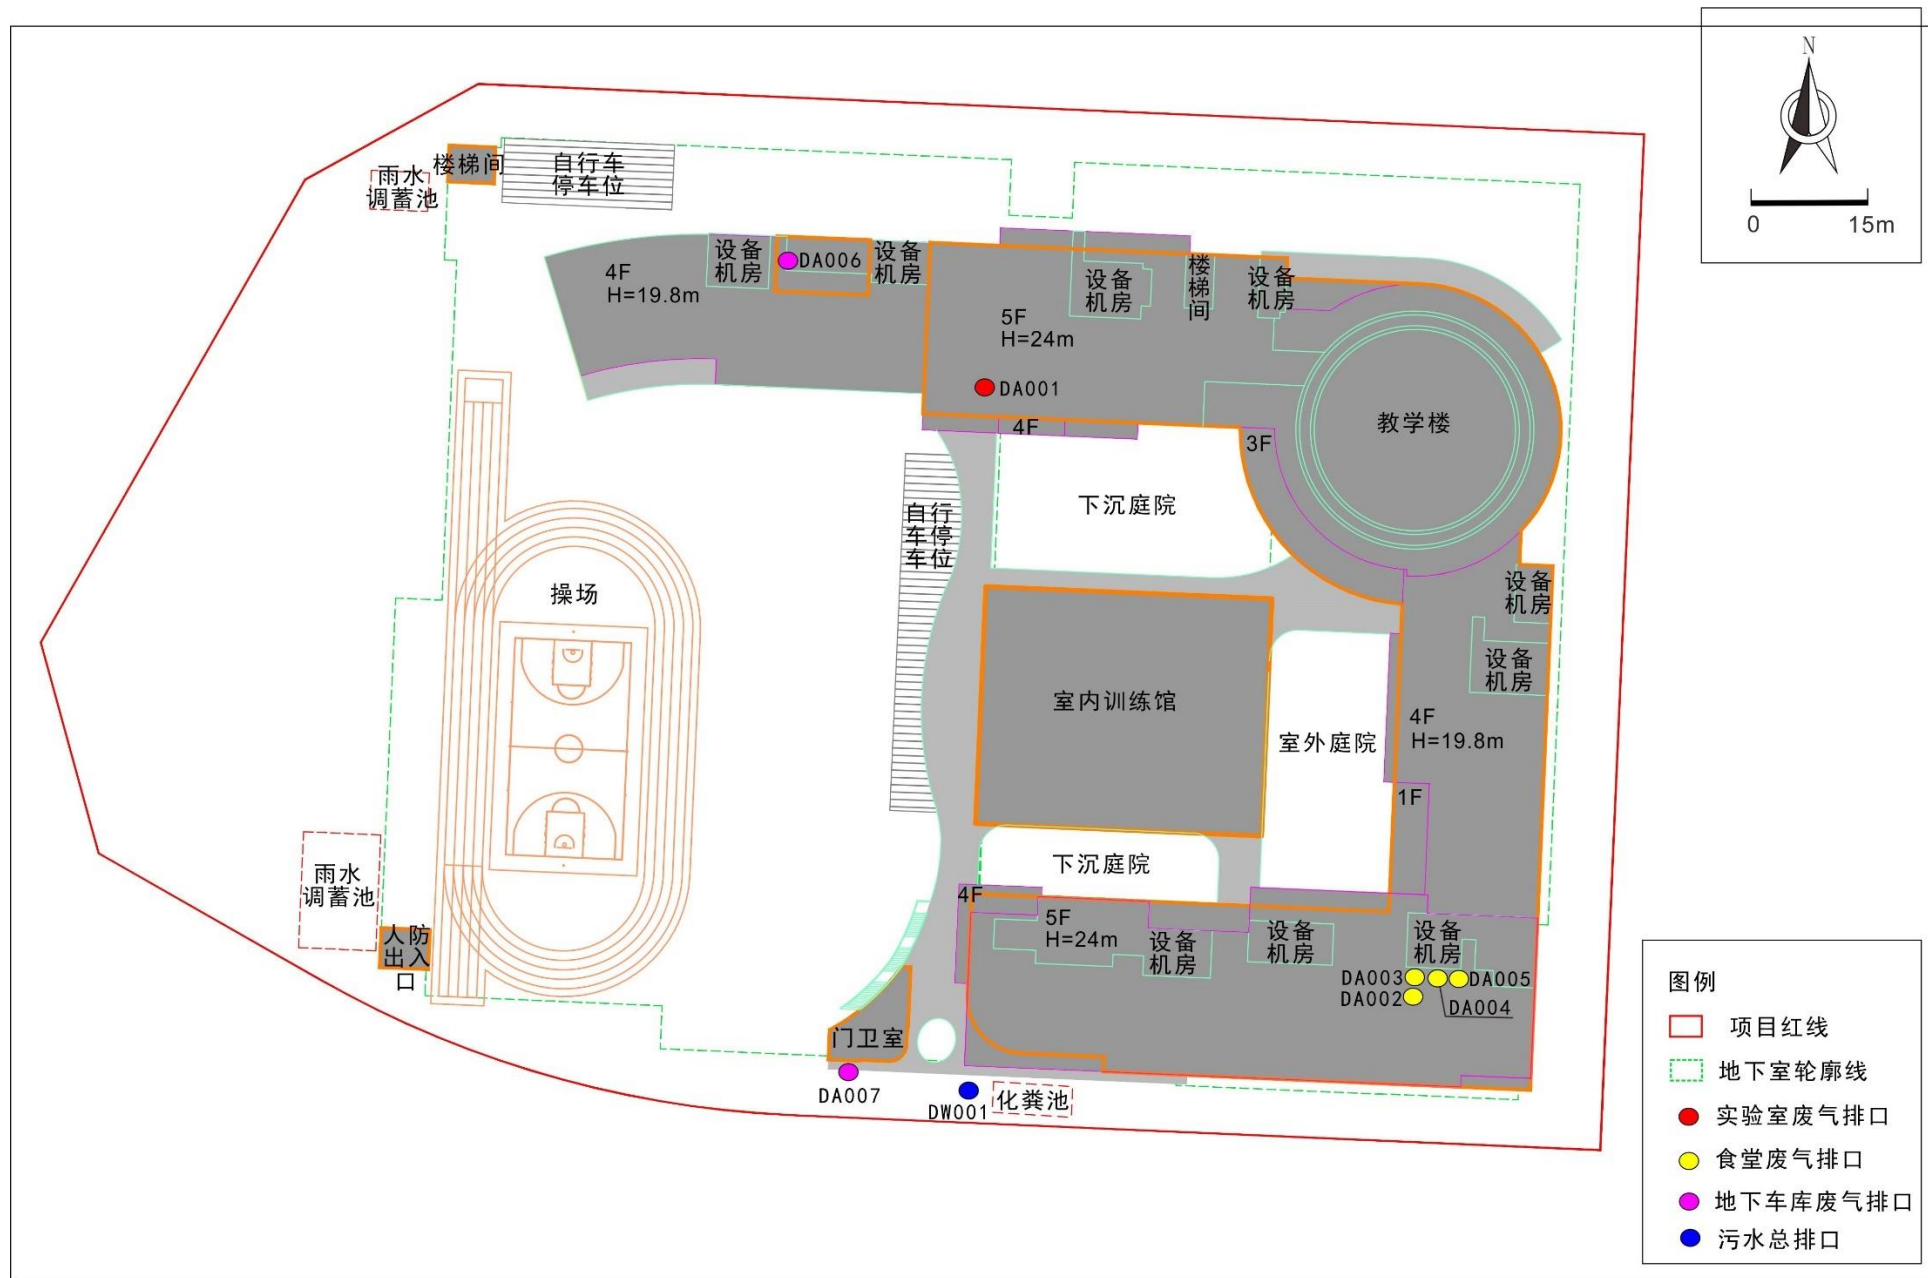 N
0 15m
楼梯间
自行车
停车位
雨水
调蓄池
设备
机房
DA006
设备
机房
4F
H=19.8m
设备
机房
楼
梯
间
设备
机房
5F
H=24m
DA001
4F
3F
教学楼
下沉庭院
自行
车停
车位
操场
设备
机房
设备
机房
室内训练馆
室外庭院
4F
H=19.8m
1F
下沉庭院
雨水
调蓄池
人防
出入
口
4F
5F
H=24m
设备
机房
设备
机房
设备
机房
DA003
DA005
DA002
DA004
门卫室
DA007
DW001
化粪池
图例
项目红线
地下室轮廓线
实验室废气排口
食堂废气排口
地下车库废气排口
污水总排口